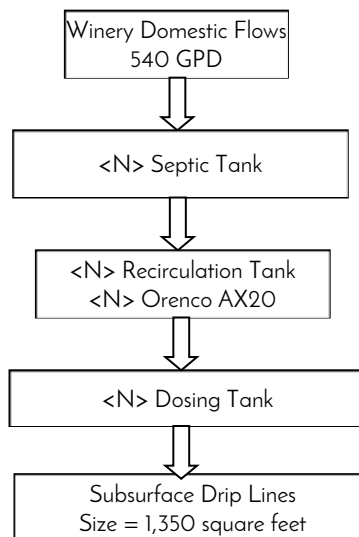 Winery Domestic Flows
540 GPD
<N> Septic Tank
<N> Recirculation Tank
<N> Orenco AX20
<N> Dosing Tank
Subsurface Drip Lines
Size = 1,350 square feet